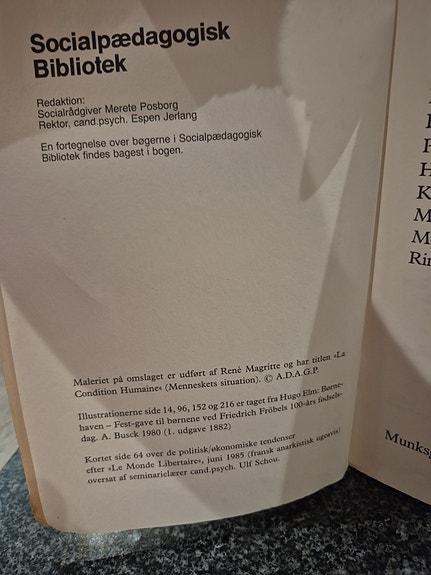 Socialpædagogisk
Bibliotek
Redaktion:
Socialrådgiver Merete Posborg
Rektor, cand.psych. Espen Jerlang
En fortegnelse over bøgerne i Socialpædagogisk
Bibliotek findes bagest i bogen.
Maleriet på omslaget er udført af René Magritte og har titlen »La
Condition Humaine« (Menneskets situation). © A.D.A.G.P.
Illustrationerne side 14, 96, 152 og 216 er taget fra Hugo Elm: Børne-
haven – Fest-gave til børnene ved Friedrich Fröbels 100-års fødsels-
dag. A. Busck 1980 (1. udgave 1882)
Kortet side 64 over de politisk/økonomiske tendenser
efter »Le Monde Libertaire«, juni 1985 (fransk anarkistisk ugeavis)
oversat af seminarielærer cand.psych. Ulf Schou.